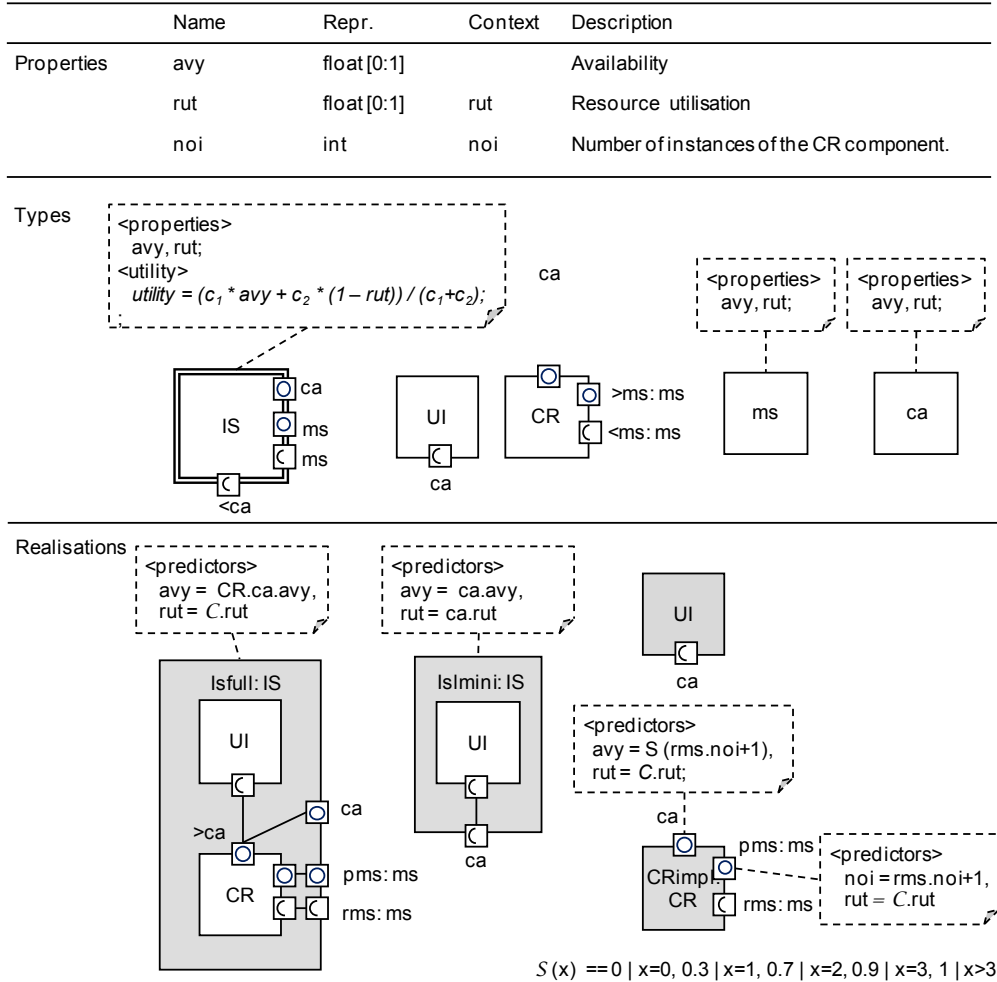 Name Repr. Context Description
Properties avy float [0:1] Availability
rut float [0:1] rut Resource utilisation
noi int noi Number of instances of the CR component.
Types
<properties>
avy, rut;
<utility>
utility = (c1 * avy + c2 * (1 – rut)) / (c1+c2);
;
ca
<properties>
avy, rut;
<properties>
avy, rut;
IS
ca
ms
ms
<ca
UI
ca
CR
>ms: ms
<ms: ms
ms
ca
Realisations
<predictors>
avy = CR.ca.avy,
rut = C.rut
<predictors>
avy = ca.avy,
rut = ca.rut
UI
ca
Isfull: IS
UI
>ca
ca
CR
pms: ms
rms: ms
IsImini: IS
UI
ca
<predictors>
avy = S (rms.noi+1),
rut = C.rut;
ca
pms: ms
CRimpl:
CR
rms: ms
<predictors>
noi = rms.noi+1,
rut = C.rut
S (x) == 0 | x=0, 0.3 | x=1, 0.7 | x=2, 0.9 | x=3, 1 | x>3